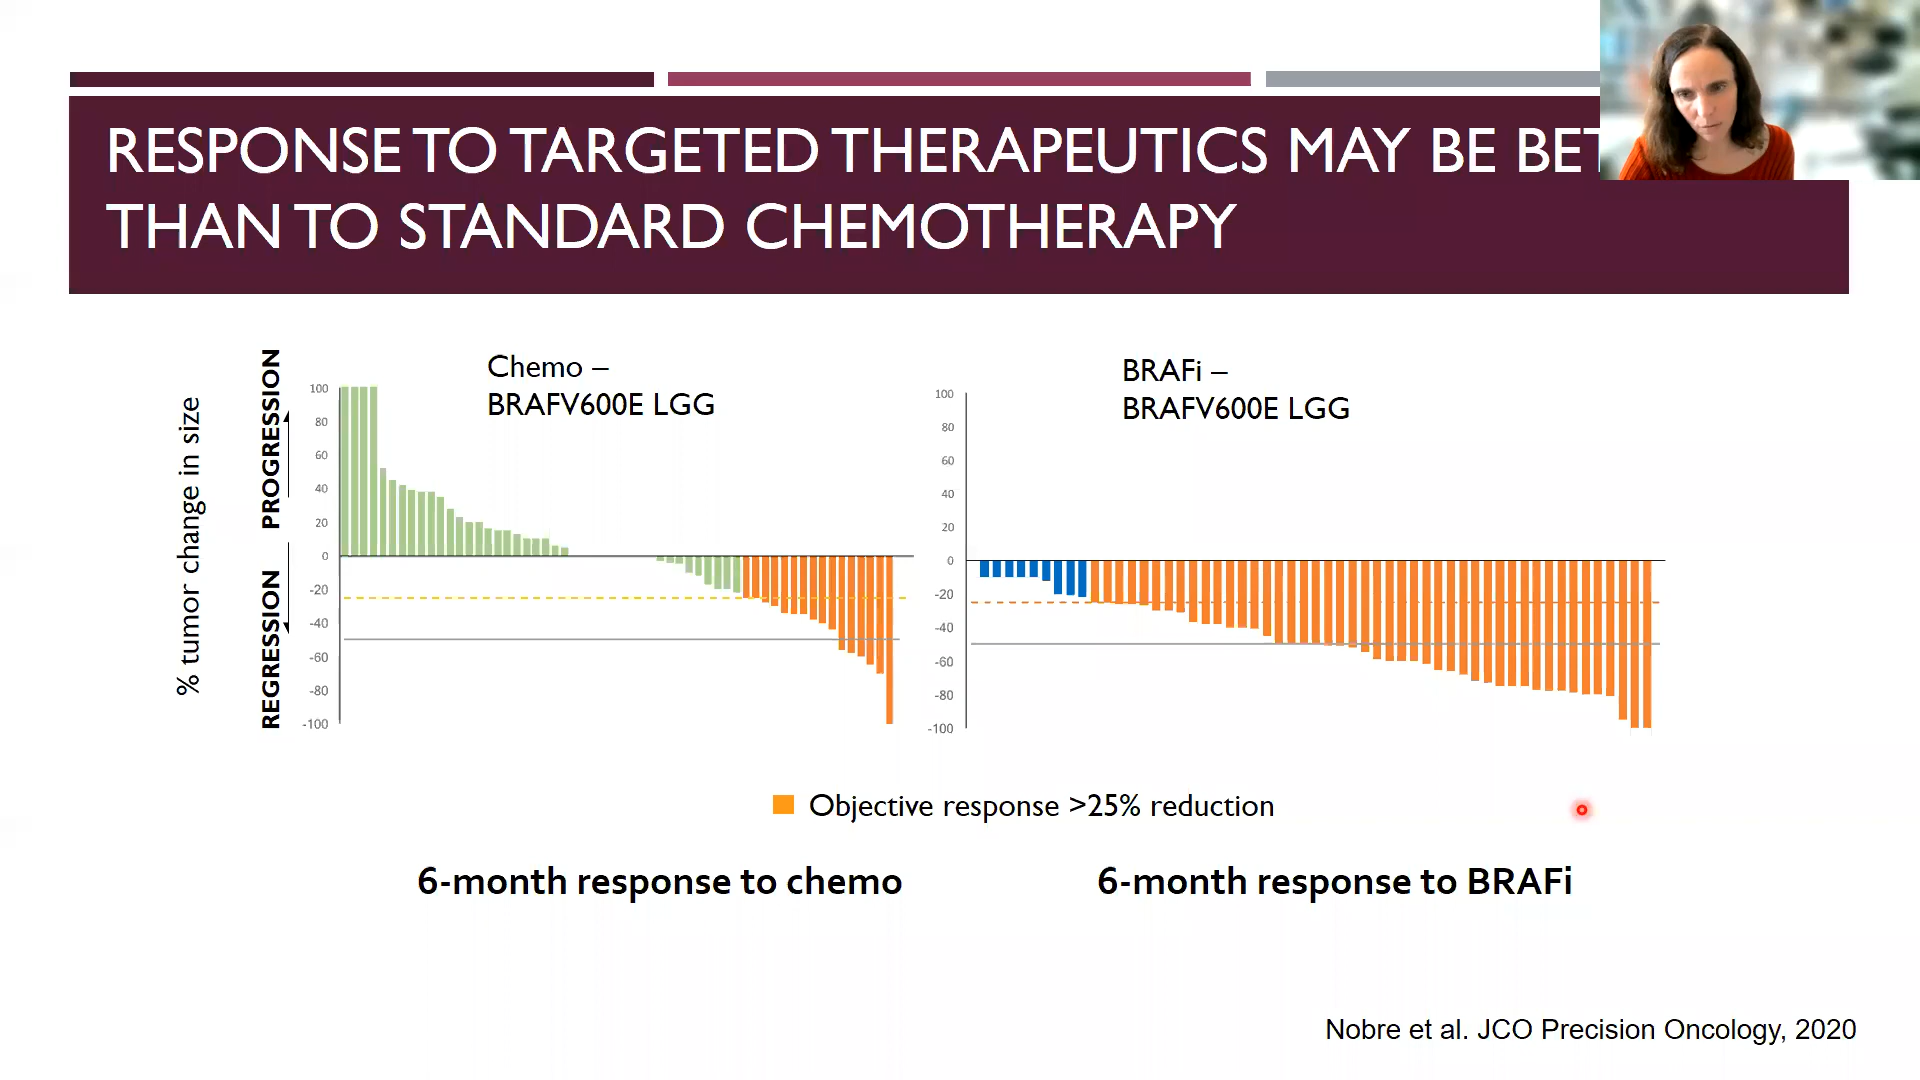 RESPONSE TO TARGETED THERAPEUTICS MAY BE
THAN TO STANDARD CHEMOTHERAPY
% tumor change in size
REGRESSION PROGRESSION
Chemo –
BRAFV600E LGG
100
80
60
40
20
0
-20
-40
-60
-80
-100
BRAFi –
BRAFV600E LGG
100
80
60
40
20
0
-20
-40
-60
-80
-100
Objective response >25% reduction
6-month response to chemo
6-month response to BRAFi
Nobre et al. JCO Precision Oncology, 2020